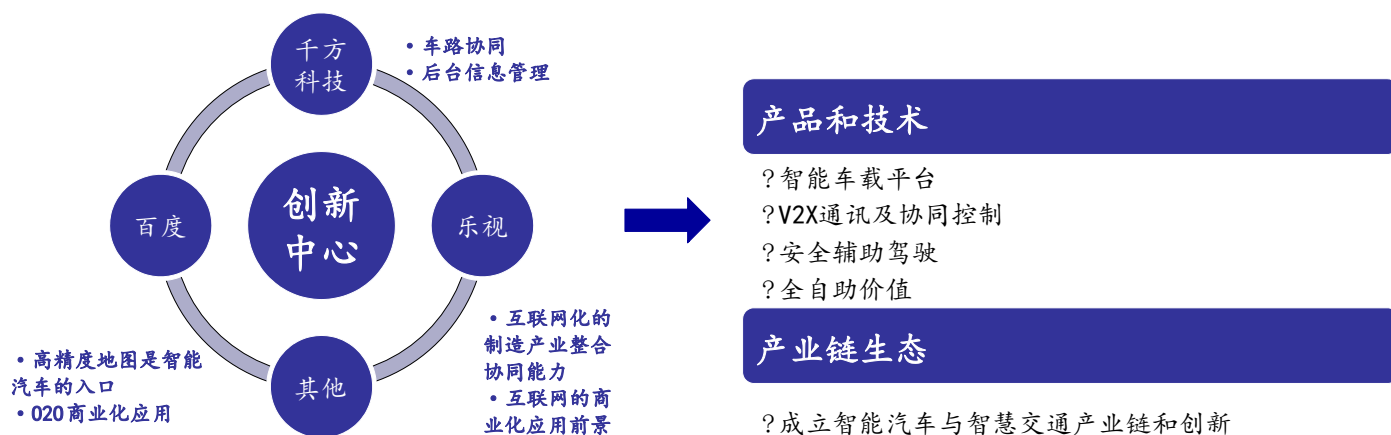 千方
科技
• 车路协同
• 后台信息管理
创新
中心
百度
乐视
其他
• 高精度地图是智能
汽车的入口
• O2O商业化应用
• 互联网化的
制造产业整合
协同能力
• 互联网的商
业化应用前景
产品和技术
?智能车载平台
?V2X通讯及协同控制
?安全辅助驾驶
?全自助价值
产业链生态
?成立智能汽车与智慧交通产业链和创新